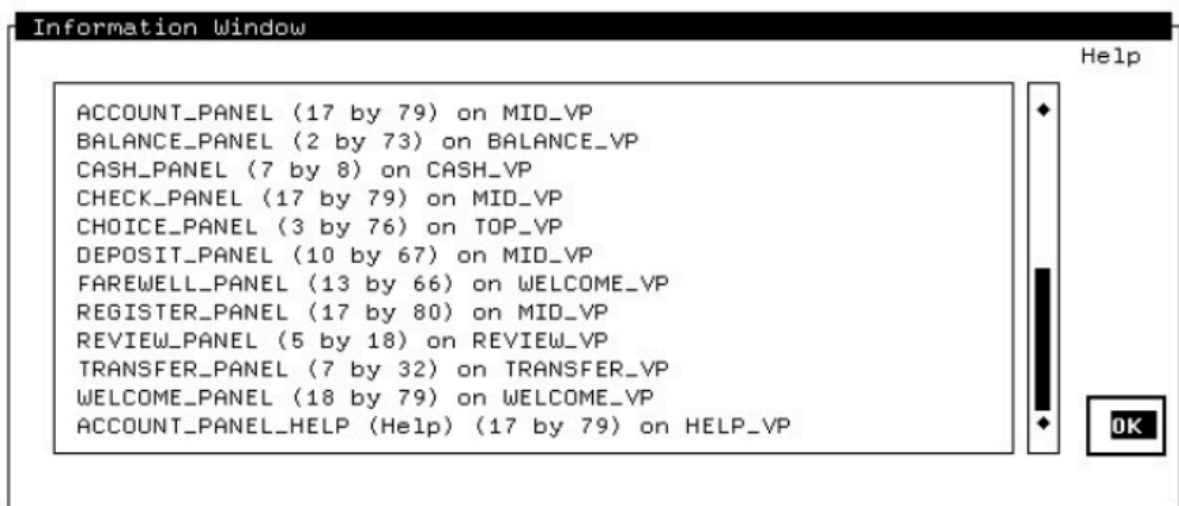 Information Window
Help
ACCOUNT_PANEL (17 by 79) on MID_VP
BALANCE_PANEL (2 by 73) on BALANCE_VP
CASH_PANEL (7 by 8) on CASH_VP
CHECK_PANEL (17 by 79) on MID_VP
CHOICE_PANEL (3 by 76) on TOP_VP
DEPOSIT_PANEL (10 by 67) on MID_VP
FAREWELL_PANEL (13 by 66) on WELCOME_VP
REGISTER_PANEL (17 by 80) on MID_VP
REVIEW_PANEL (5 by 18) on REVIEW_VP
TRANSFER_PANEL (7 by 32) on TRANSFER_VP
WELCOME_PANEL (18 by 79) on WELCOME_VP
ACCOUNT_PANEL_HELP (Help) (17 by 79) on HELP_VP
OK